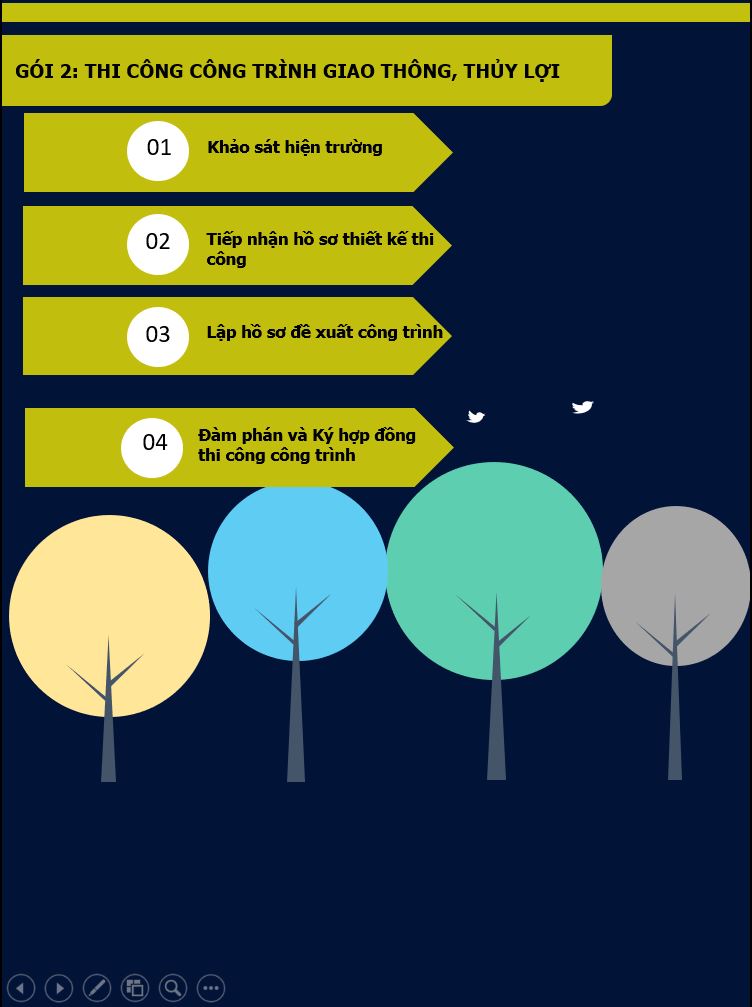 GÓI 2: THI CÔNG CÔNG TRÌNH GIAO THÔNG, THỦY LỢI
01
Khảo sát hiện trường
02
Tiếp nhận hồ sơ thiết kế thi
công
03
Lập hồ sơ đề xuất công trình
04
Đàm phán và Ký hợp đồng
thi công công trình